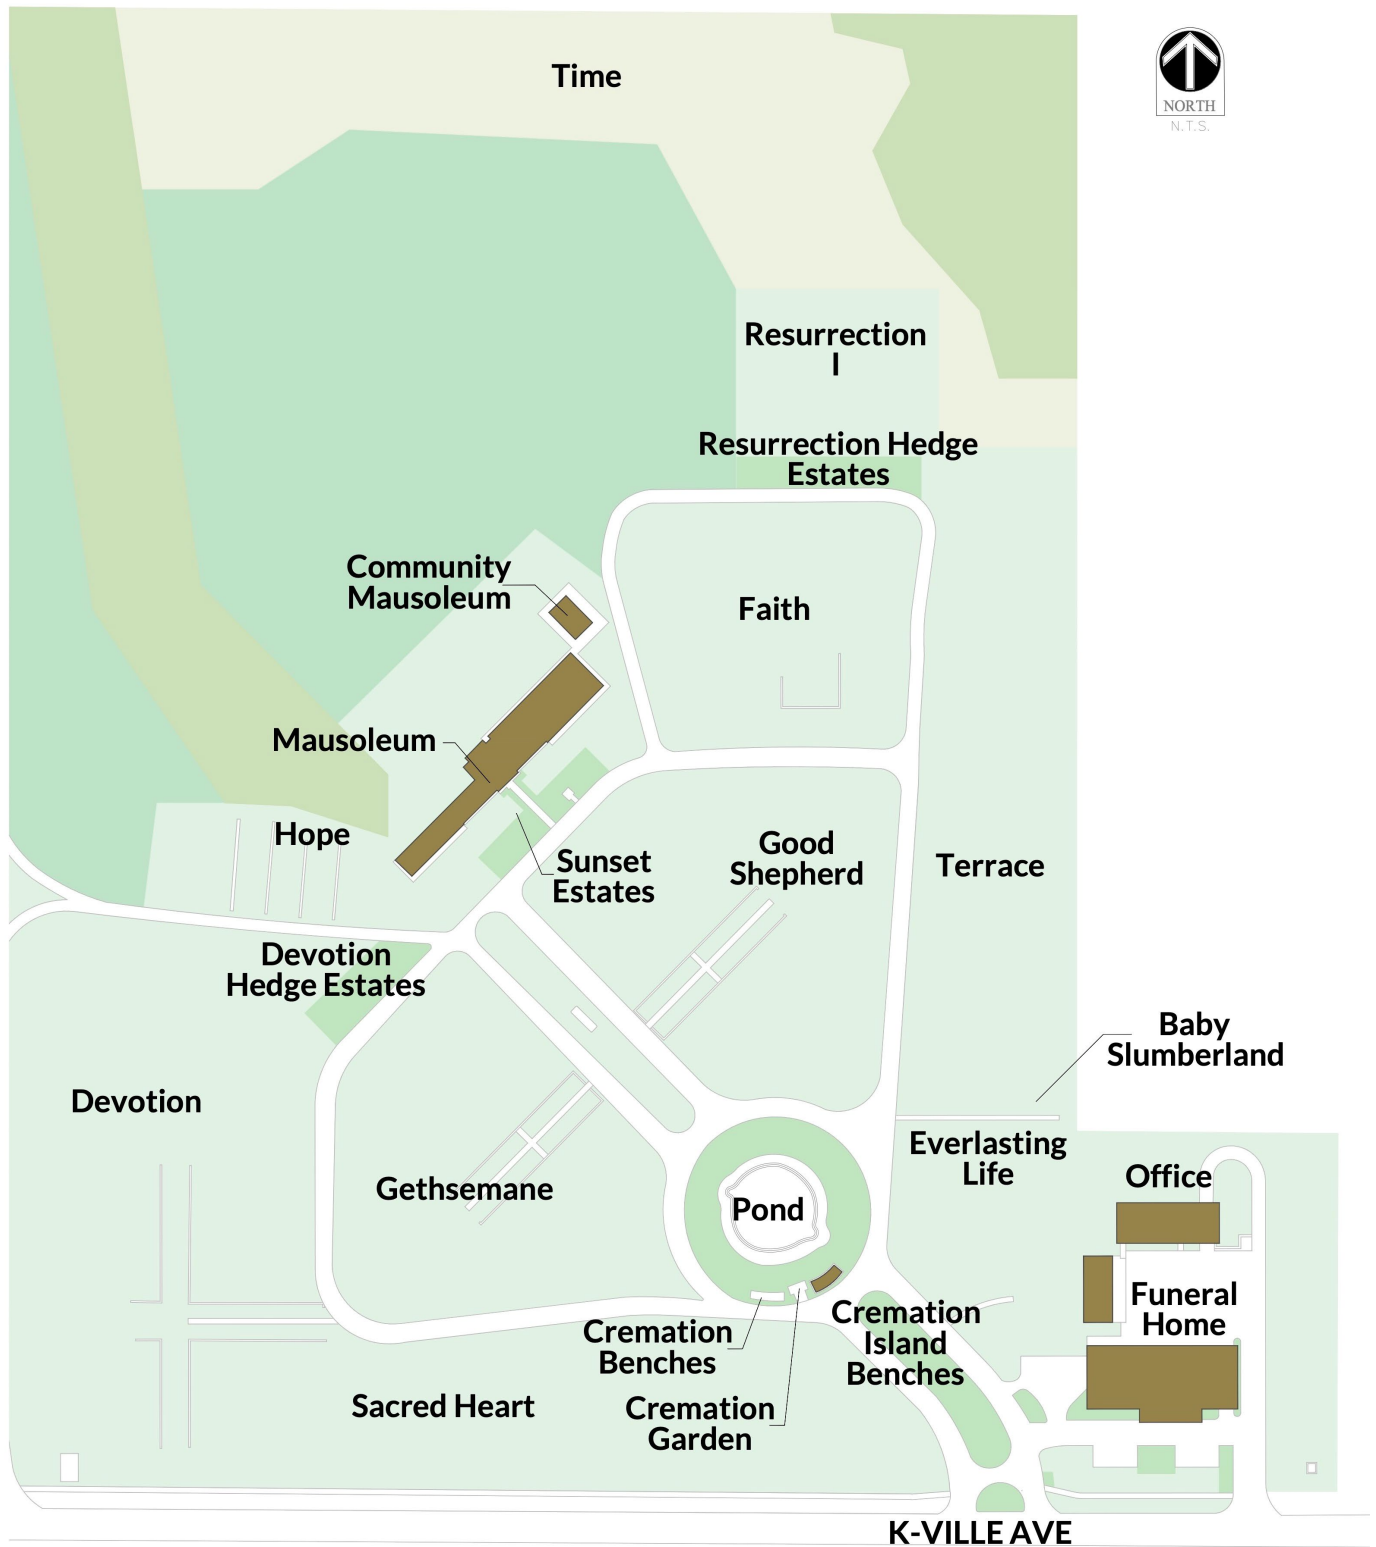 Time
NORTH
N.T.S.
Resurrection
I
Resurrection Hedge
Estates
Community
Mausoleum
Faith
Mausoleum
Hope
Sunset
Estates
Good
Shepherd
Terrace
Devotion
Hedge Estates
Baby
Slumberland
Devotion
Everlasting
Life
Office
Gethsemane
Pond
Funeral
Home
Cremation
Benches
Cremation
Island
Benches
Sacred Heart
Cremation
Garden
K-VILLE AVE